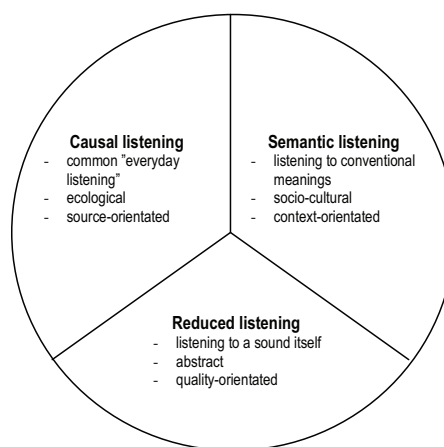 Causal listening
- common ”everyday
listening”
- ecological
- source-orientated
Semantic listening
- listening to conventional
meanings
- socio-cultural
- context-orientated
Reduced listening
- listening to a sound itself
- abstract
- quality-orientated